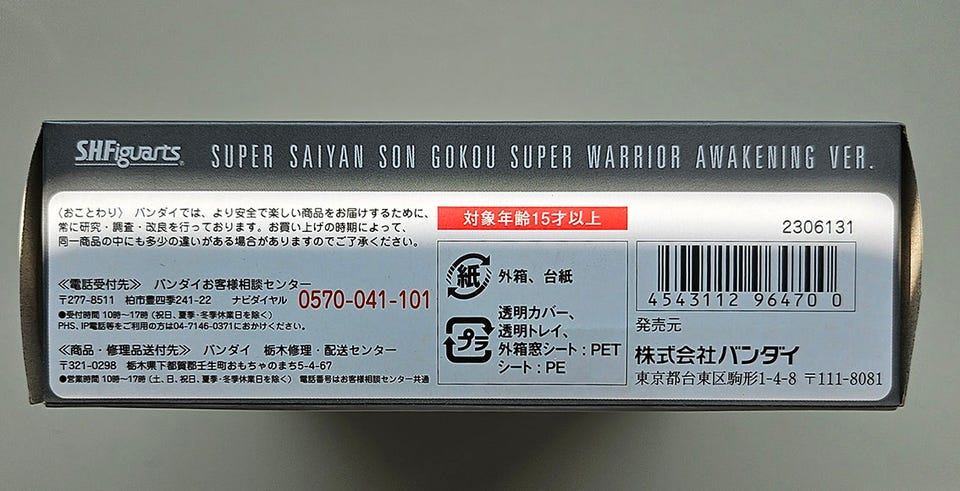 S.H.Figuarts SUPER SAIYAN SON GOKOU SUPER WARRIOR AWAKENING VER.
〈おことわり〉 バンダイでは、より安全で楽しい商品をお届けするために、
常に研究・調査・改良を行っております。お買い上げの時期によって、
同一商品の中にも多少の違いがある場合がありますのでご了承ください。
≪電話受付先≫ バンダイお客様相談センター
〒277-8511 柏市豊四季241-22 ナビダイヤル 0570-041-101
●受付時間 10時〜17時 (祝日、夏季・冬季休業日を除く)
PHS、IP電話等をご利用の方は04-7146-0371におかけください。
≪商品・修理品送付先≫ バンダイ 栃木修理・配送センター
〒321-0298 栃木県下都賀郡壬生町おもちゃのまち5-4-67
●営業時間 10時〜17時 (土、日、祝日、夏季・冬季休業日を除く) 電話番号はお客様相談センター共通
対象年齢15才以上
紙 外箱、台紙
プラ
透明カバー、
透明トレイ、
外箱窓シート：PET
シート：PE
2306131
4543112 96470 0
発売元
株式会社バンダイ
東京都台東区駒形1-4-8 〒111-8081